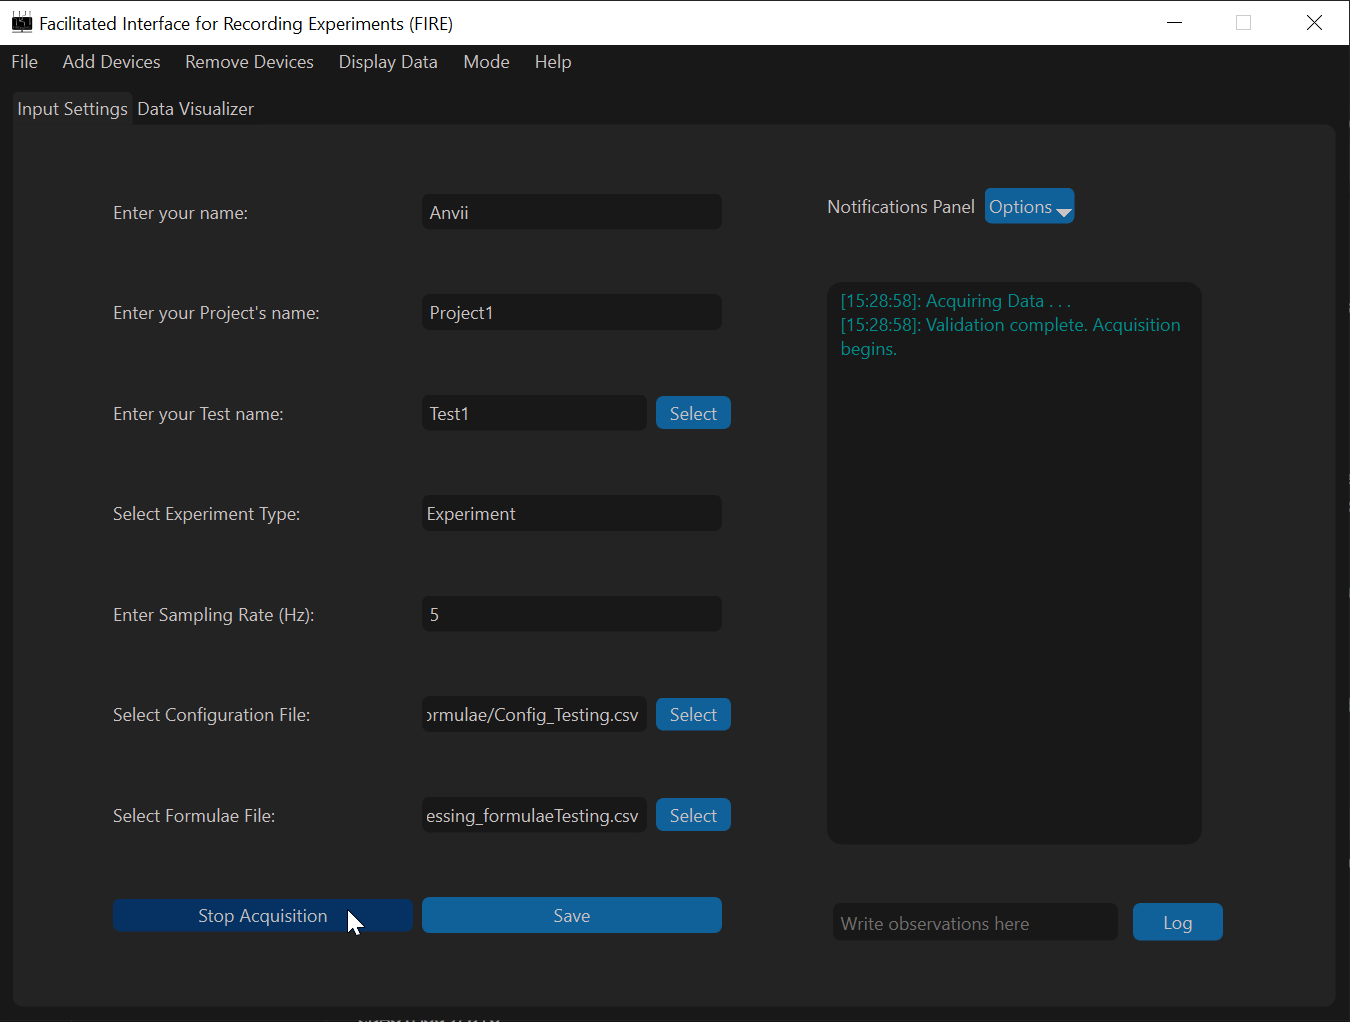 Facilitated Interface for Recording Experiments (FIRE)
File Add Devices Remove Devices Display Data Mode Help
Input Settings Data Visualizer
Enter your name: Anvii
Notifications Panel Options
Enter your Project's name: Project1
[15:28:58]: Acquiring Data . . .
[15:28:58]: Validation complete. Acquisition
begins.
Enter your Test name: Test1 Select
Select Experiment Type: Experiment
Enter Sampling Rate (Hz): 5
Select Configuration File: ormulae/Config_Testing.csv Select
Select Formulae File: essing_formulaeTesting.csv Select
Stop Acquisition Save
Write observations here Log